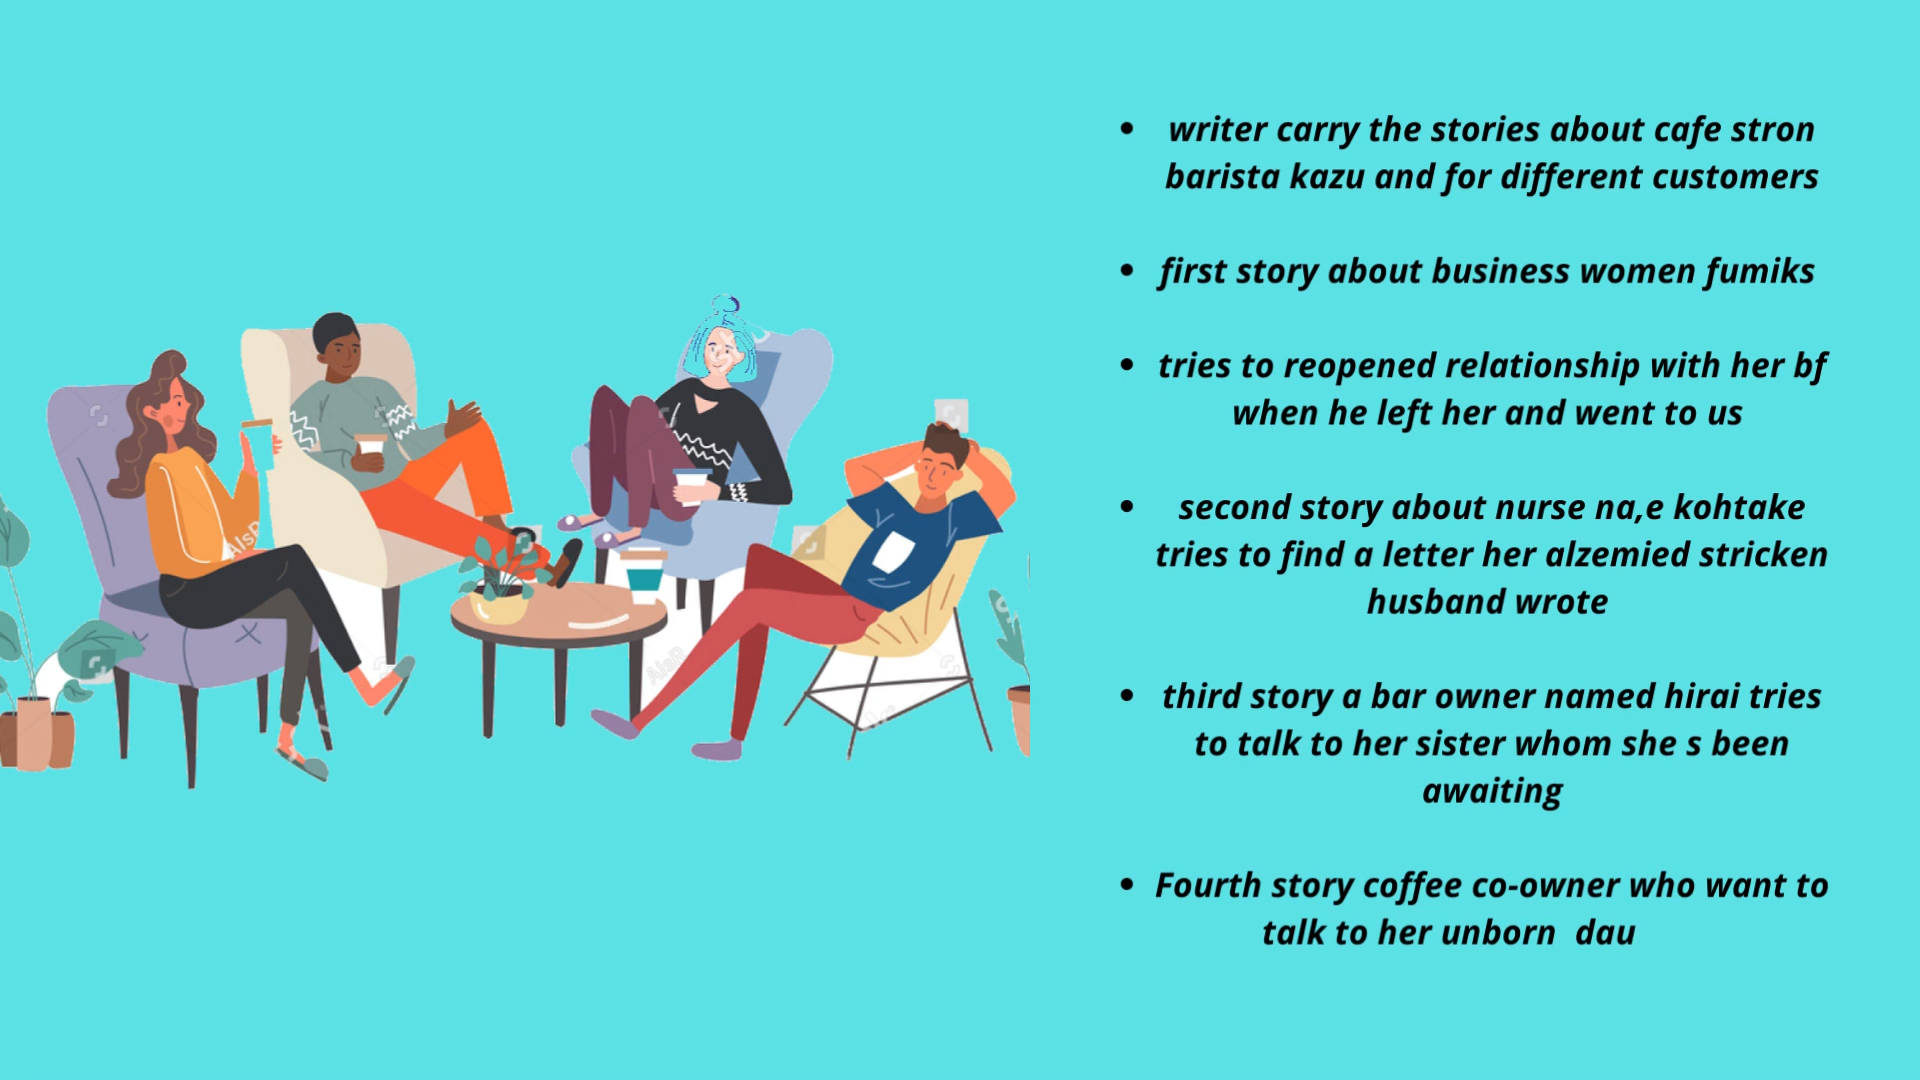 writer carry the stories about cafe stron
barista kazu and for different customers
first story about business women fumiks
tries to reopened relationship with her bf
when he left her and went to us
second story about nurse na,e kohtake
tries to find a letter her alzemied stricken
husband wrote
third story a bar owner named hirai tries
to talk to her sister whom she s been
awaiting
Fourth story coffee co-owner who want to
talk to her unborn dau